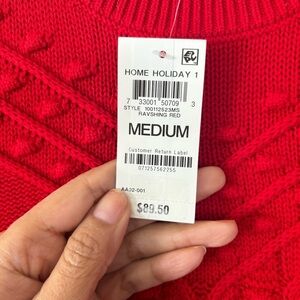 HOME HOLIDAY 1
7 33001 50709 3
STYLE 100112523MS
RAVSHING RED
MEDIUM
Customer Return Label
071257562755
AA02-001
$89.50